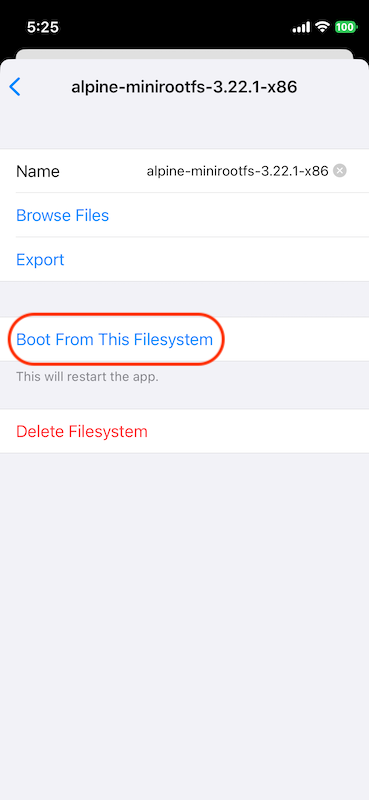 5:25
100
alpine-minirootfs-3.22.1-x86
Name alpine-minirootfs-3.22.1-x86
Browse Files
Export
Boot From This Filesystem
This will restart the app.
Delete Filesystem